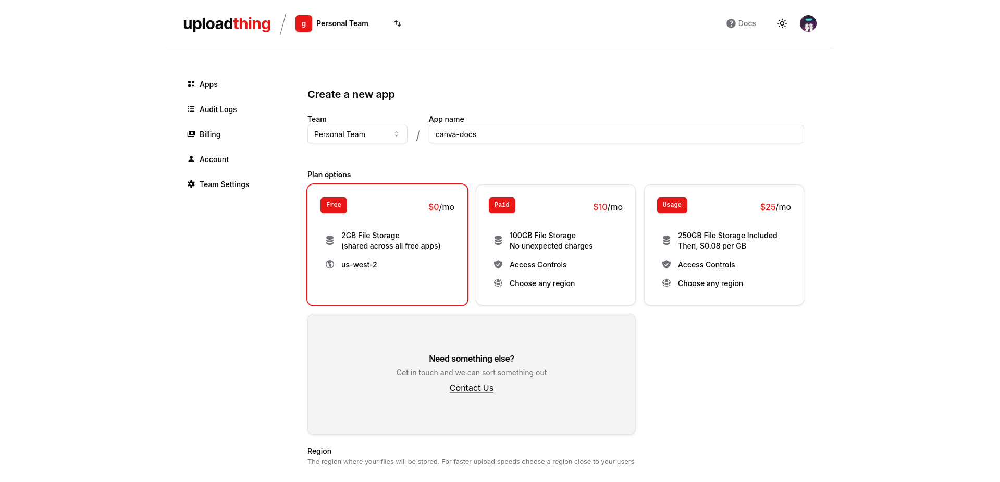 uploadthing
g
Personal Team
Docs
Apps
Audit Logs
Billing
Account
Team Settings
Create a new app
Team
App name
Personal Team
/
canva-docs
Plan options
Free
$0/mo
2GB File Storage
(shared across all free apps)
us-west-2
Paid
$10/mo
100GB File Storage
No unexpected charges
Access Controls
Choose any region
Usage
$25/mo
250GB File Storage Included
Then, $0.08 per GB
Access Controls
Choose any region
Need something else?
Get in touch and we can sort something out
Contact Us
Region
The region where your files will be stored. For faster upload speeds choose a region close to your users